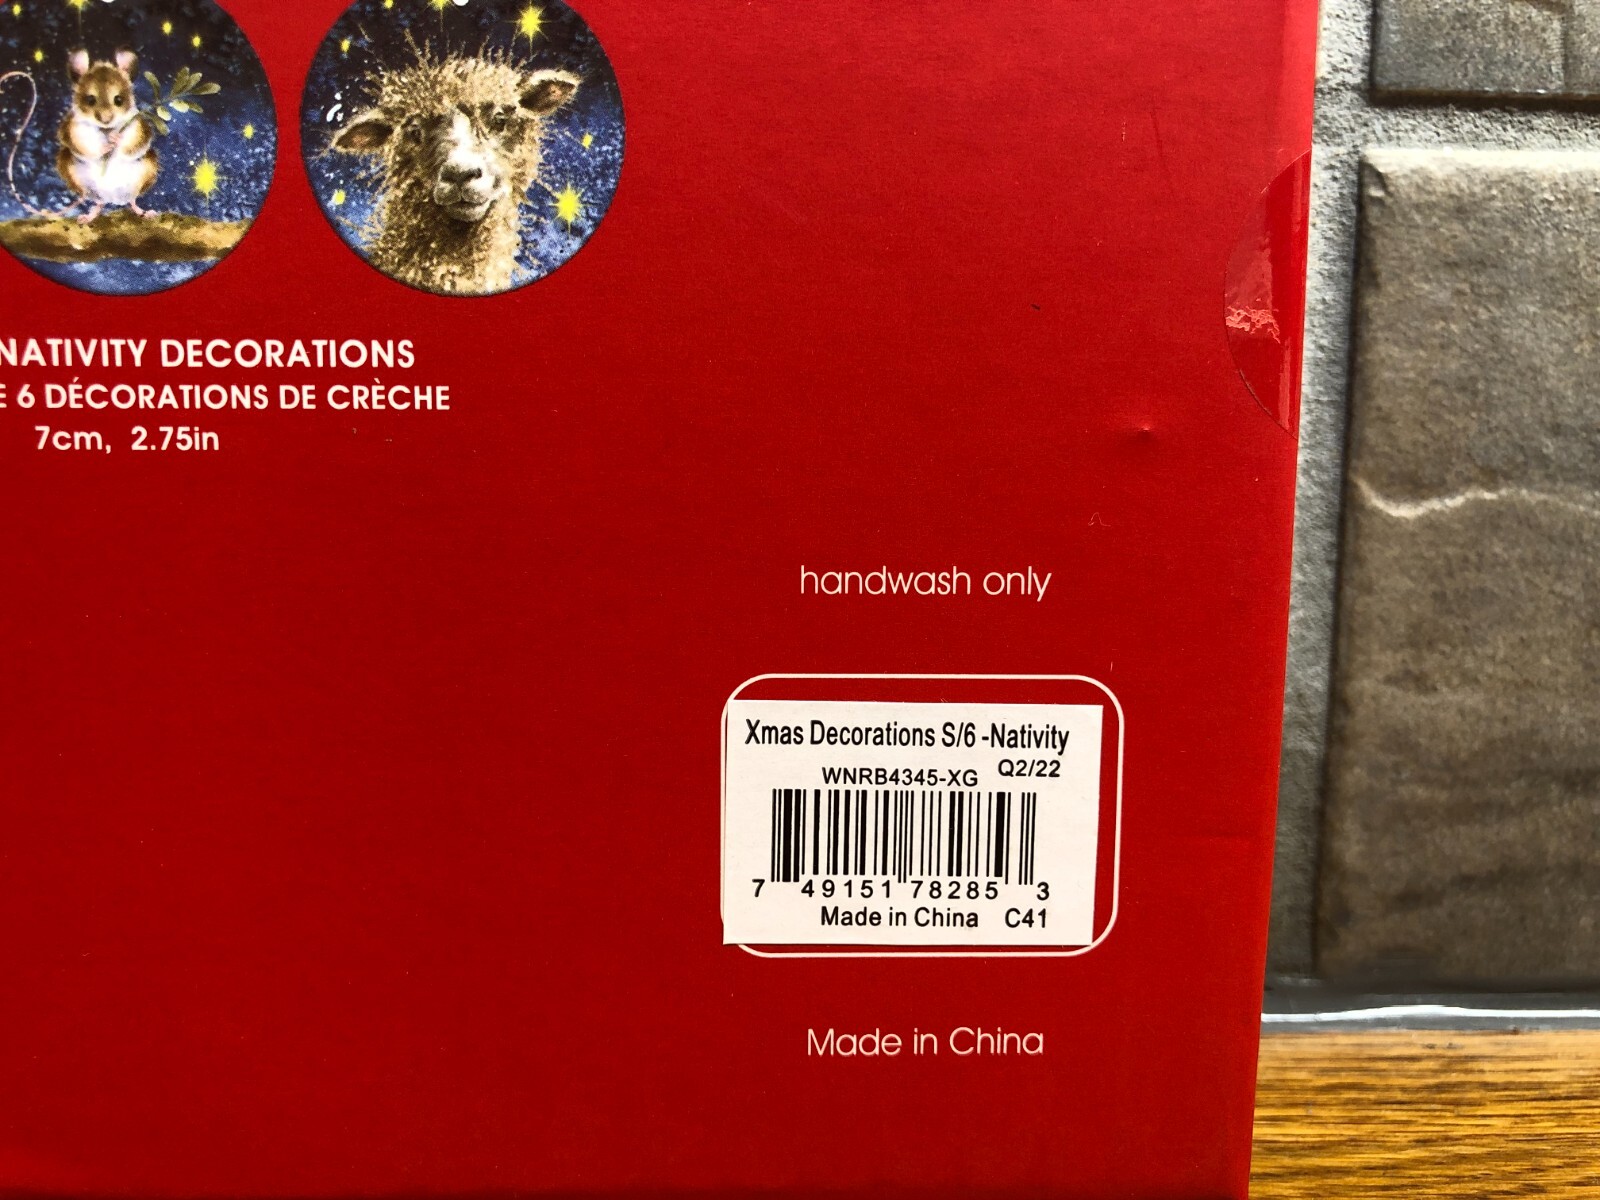 NATIVITY DECORATIONS
E 6 DÉCORATIONS DE CRÈCHE
7cm, 2.75in
handwash only
Xmas Decorations S/6 -Nativity
WNRB4345-XG Q2/22
7 49151 78285 3
Made in China C41
Made in China